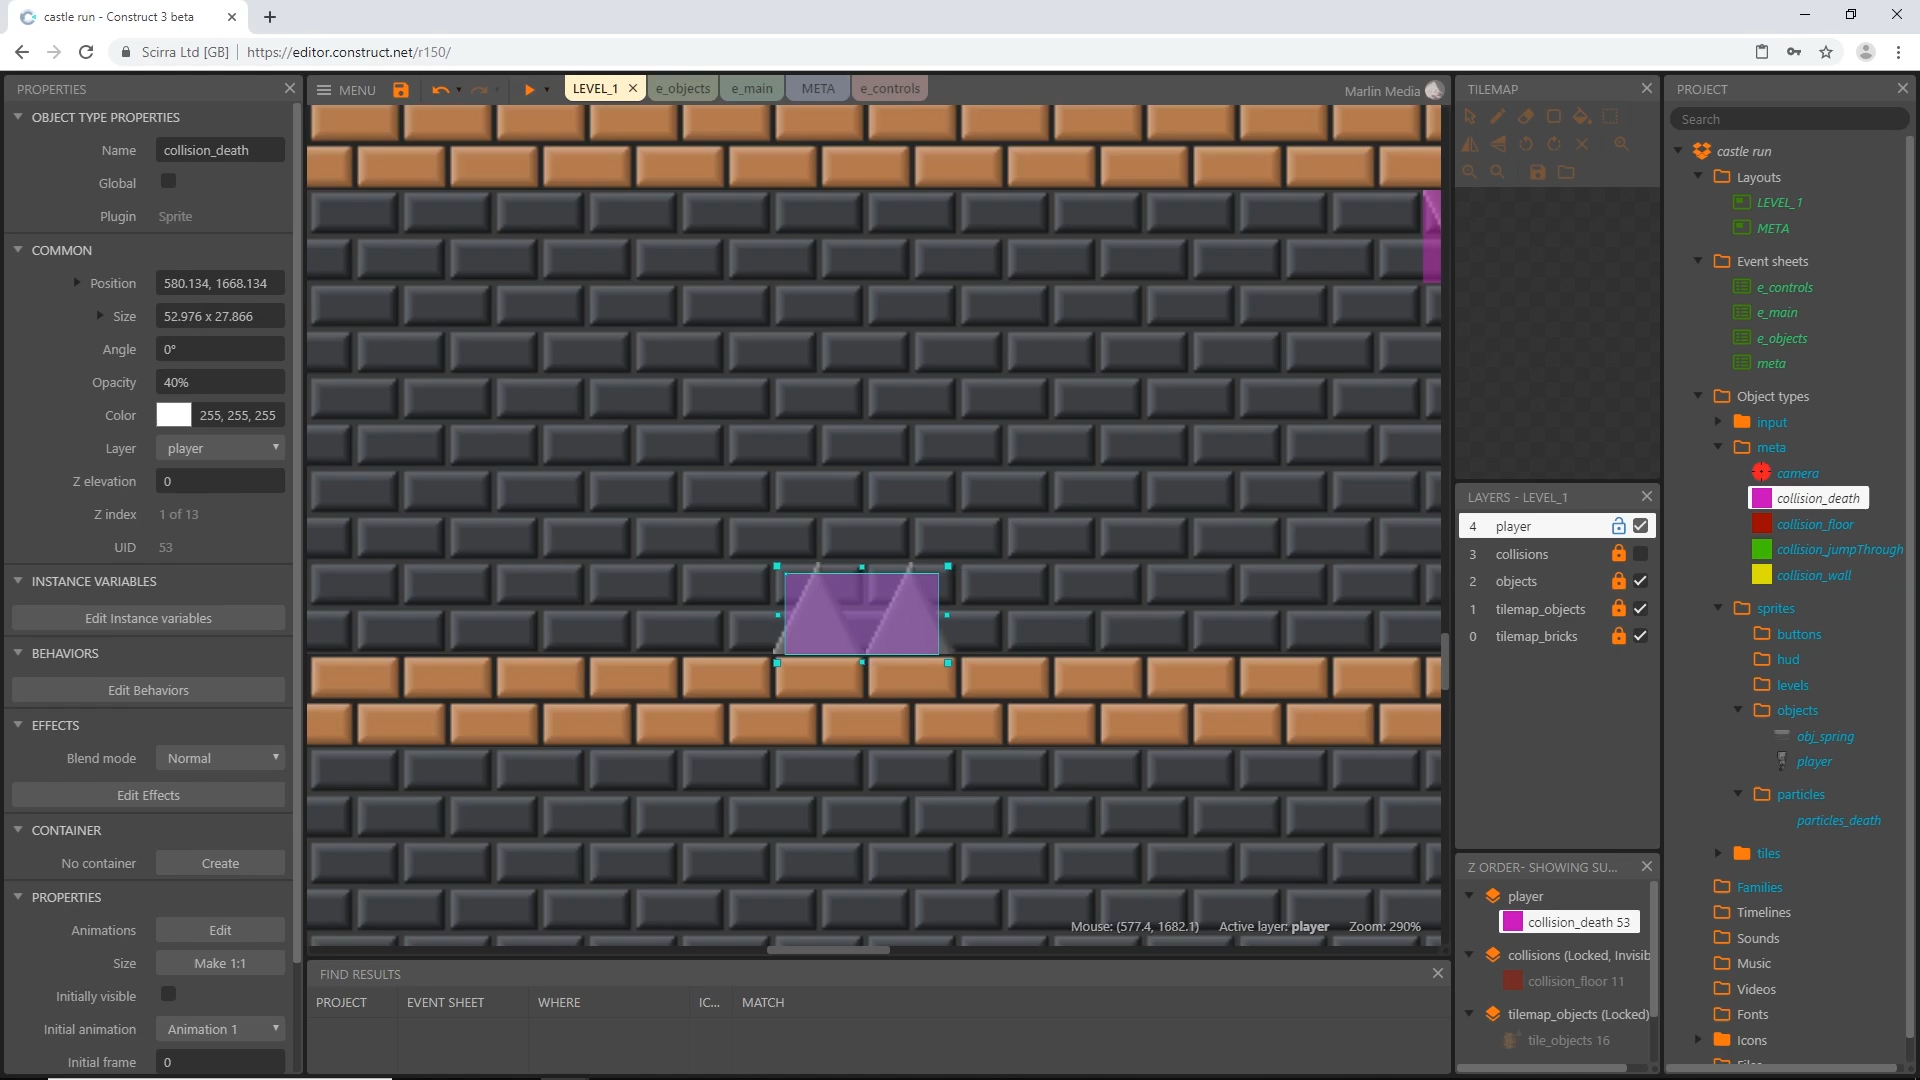 castle run - Construct 3 beta
Scirra Ltd [GB]
https://editor.construct.net/r150/
PROPERTIES
OBJECT TYPE PROPERTIES
Name collision_death
Global
Plugin Sprite
COMMON
Position 580.134, 1668.134
Size 52.976 x 27.866
Angle 0°
Opacity 40%
Color 255, 255, 255
Layer player
Z elevation 0
Z index 1 of 13
UID 53
INSTANCE VARIABLES
Edit Instance variables
BEHAVIORS
Edit Behaviors
EFFECTS
Blend mode Normal
Edit Effects
CONTAINER
No container Create
PROPERTIES
Animations Edit
Size Make 1:1
Initially visible
Initial animation Animation 1
Initial frame 0
MENU
LEVEL_1
e_objects
e_main
META
e_controls
Marlin Media
Mouse: (577.4, 1682.1) Active layer: player Zoom: 290%
FIND RESULTS
PROJECT EVENT SHEET WHERE IC... MATCH
TILEMAP
LAYERS - LEVEL_1
4 player
3 collisions
2 objects
1 tilemap_objects
0 tilemap_bricks
Z ORDER- SHOWING SU...
player
collision_death 53
collisions (Locked, Invisib
collision_floor 11
tilemap_objects (Locked)
tile_objects 16
PROJECT
Search
castle run
Layouts
LEVEL_1
META
Event sheets
e_controls
e_main
e_objects
meta
Object types
input
meta
camera
collision_death
collision_floor
collision_jumpThrough
collision_wall
sprites
buttons
hud
levels
objects
obj_spring
player
particles
particles_death
tiles
Families
Timelines
Sounds
Music
Videos
Fonts
Icons